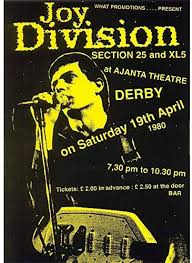 WHAT PROMOTIONS.... PRESENT
Joy
Division
SECTION 25 and XL5
at AJANTA THEATRE
DERBY
on Saturday 19th April
1980
7,30 pm to 10.30 pm
Tickets: £ 2.00 in advance : £ 2.50 at the door
BAR